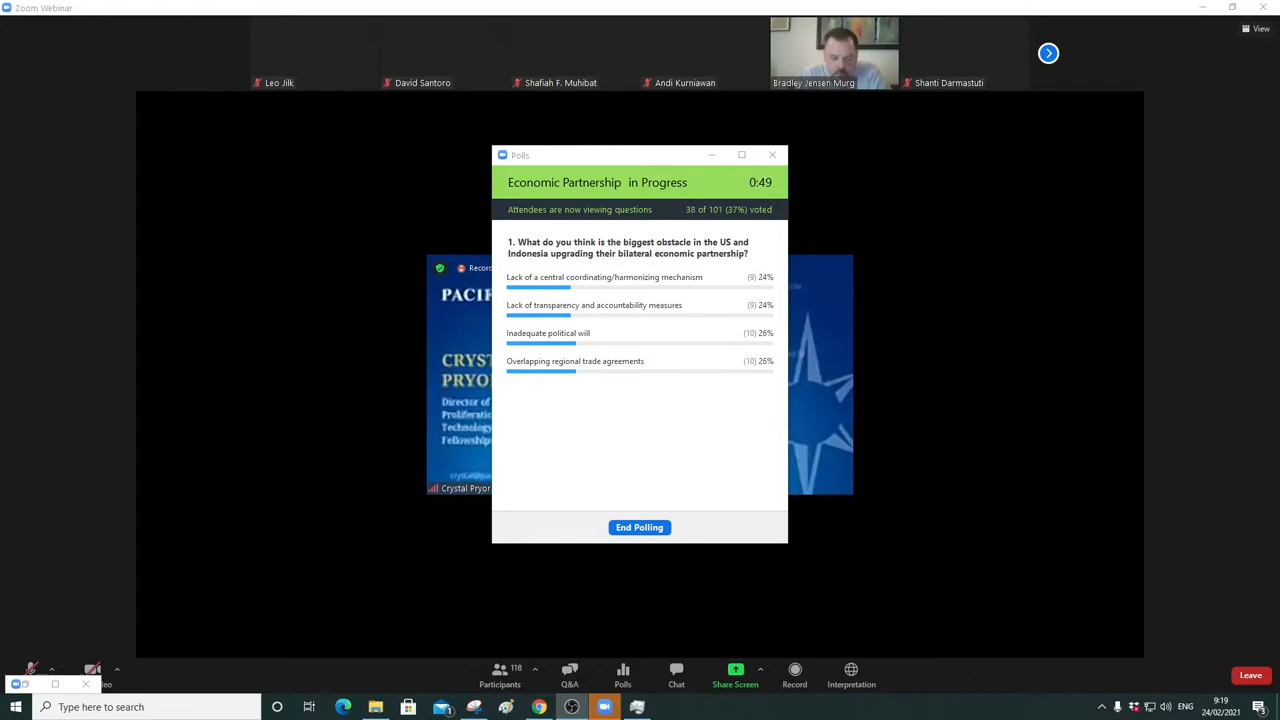 Zoom Webinar
View
Leo Jilk
David Santoro
Shafiah F. Muhibat
Andi Kurniawan
Bradley Jensen Murg
Shanti Darmastuti
Polls
Economic Partnership in Progress 0:49
Attendees are now viewing questions 38 of 101 (37%) voted
1. What do you think is the biggest obstacle in the US and
Indonesia upgrading their bilateral economic partnership?
Lack of a central coordinating/harmonizing mechanism (9) 24%
Lack of transparency and accountability measures (9) 24%
Inadequate political will (10) 26%
Overlapping regional trade agreements (10) 26%
End Polling
Recor
PACIF
CRYST
PRYO
Director of
Proliferatio
Technology
Fellowship
Crystal Pryor
118
Participants
Q&A
Polls
Chat
Share Screen
Record
Interpretation
Leave
Type here to search
ENG
9:19
24/02/2021